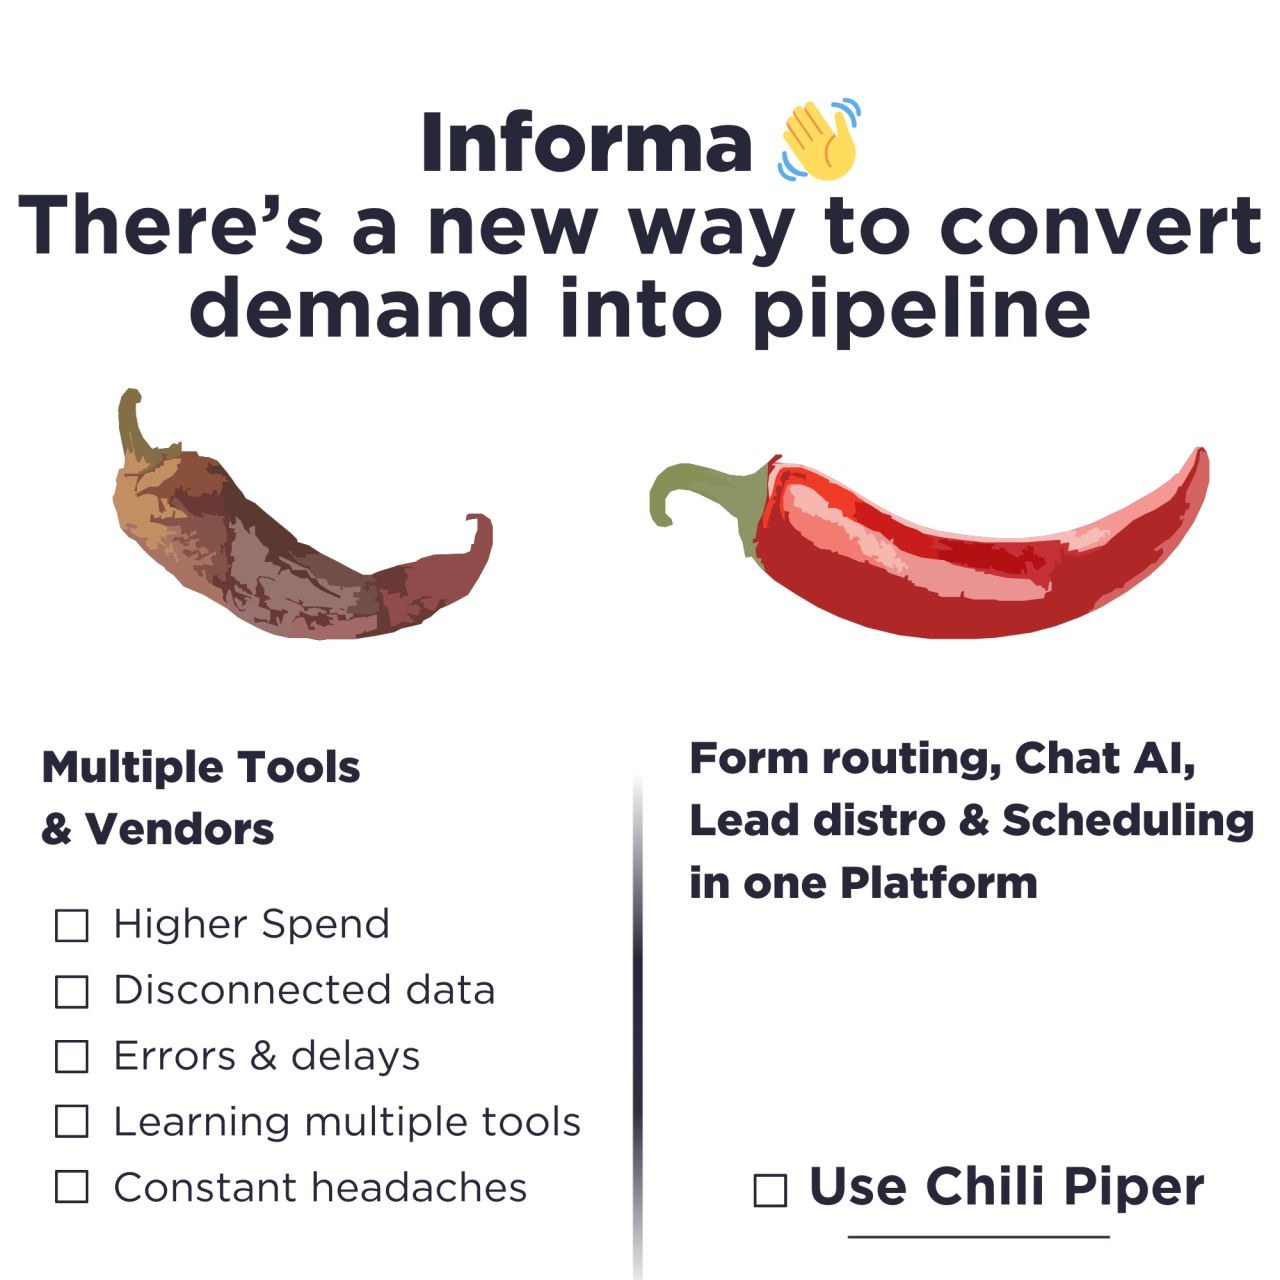 Informa 👋
There’s a new way to convert
demand into pipeline
Multiple Tools
& Vendors
☐ Higher Spend
☐ Disconnected data
☐ Errors & delays
☐ Learning multiple tools
☐ Constant headaches
Form routing, Chat AI,
Lead distro & Scheduling
in one Platform
☐ Use Chili Piper